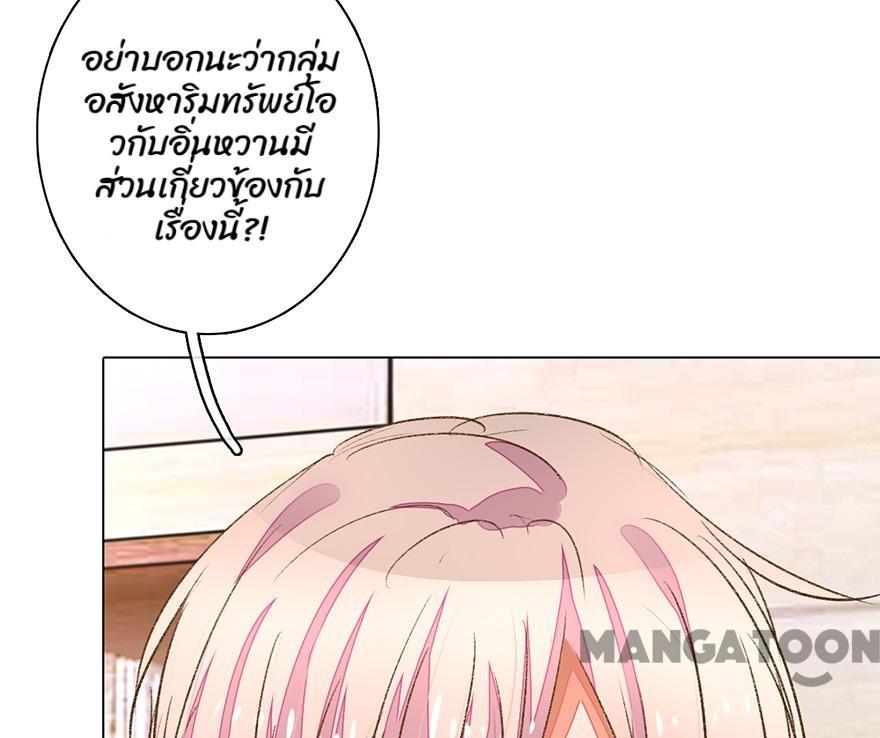 อย่าบอกนะว่ากลุ่ม
อสังหาริมทรัพย์โอ
วกับอิ่นหวานมี
ส่วนเกี่ยวข้องกับ
เรื่องนี้?!
MANGATOON